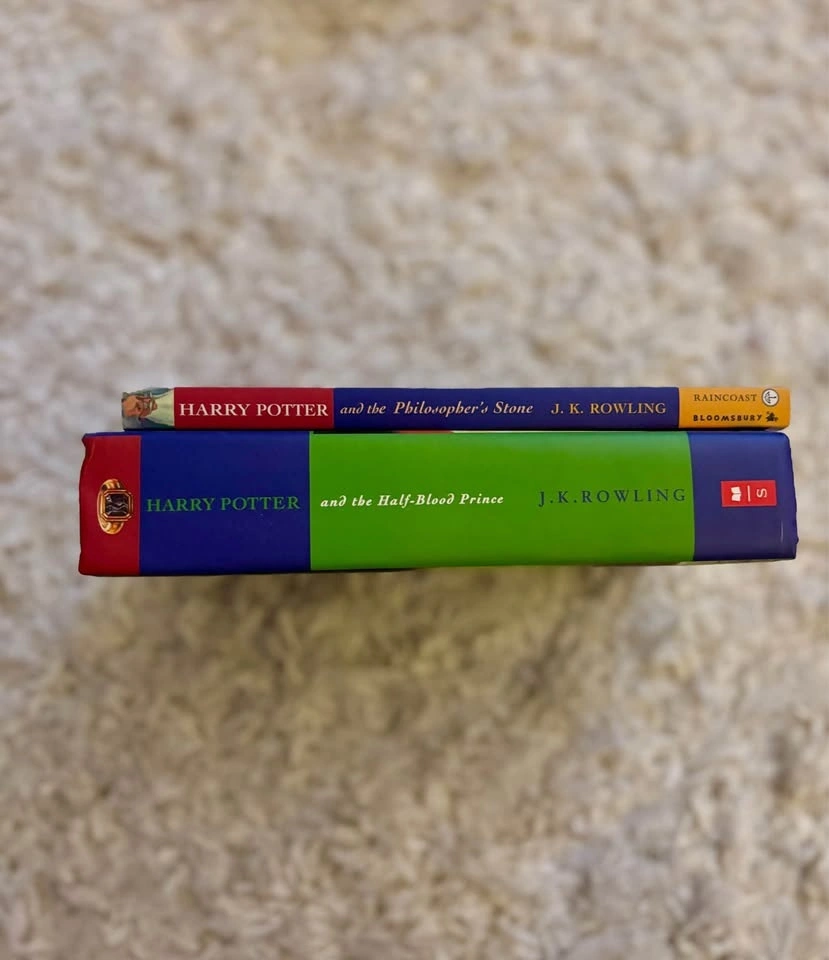 HARRY POTTER and the Philosopher's Stone J. K. ROWLING RAINCOAST
BLOOMSBURY
HARRY POTTER and the Half-Blood Prince J.K.ROWLING S